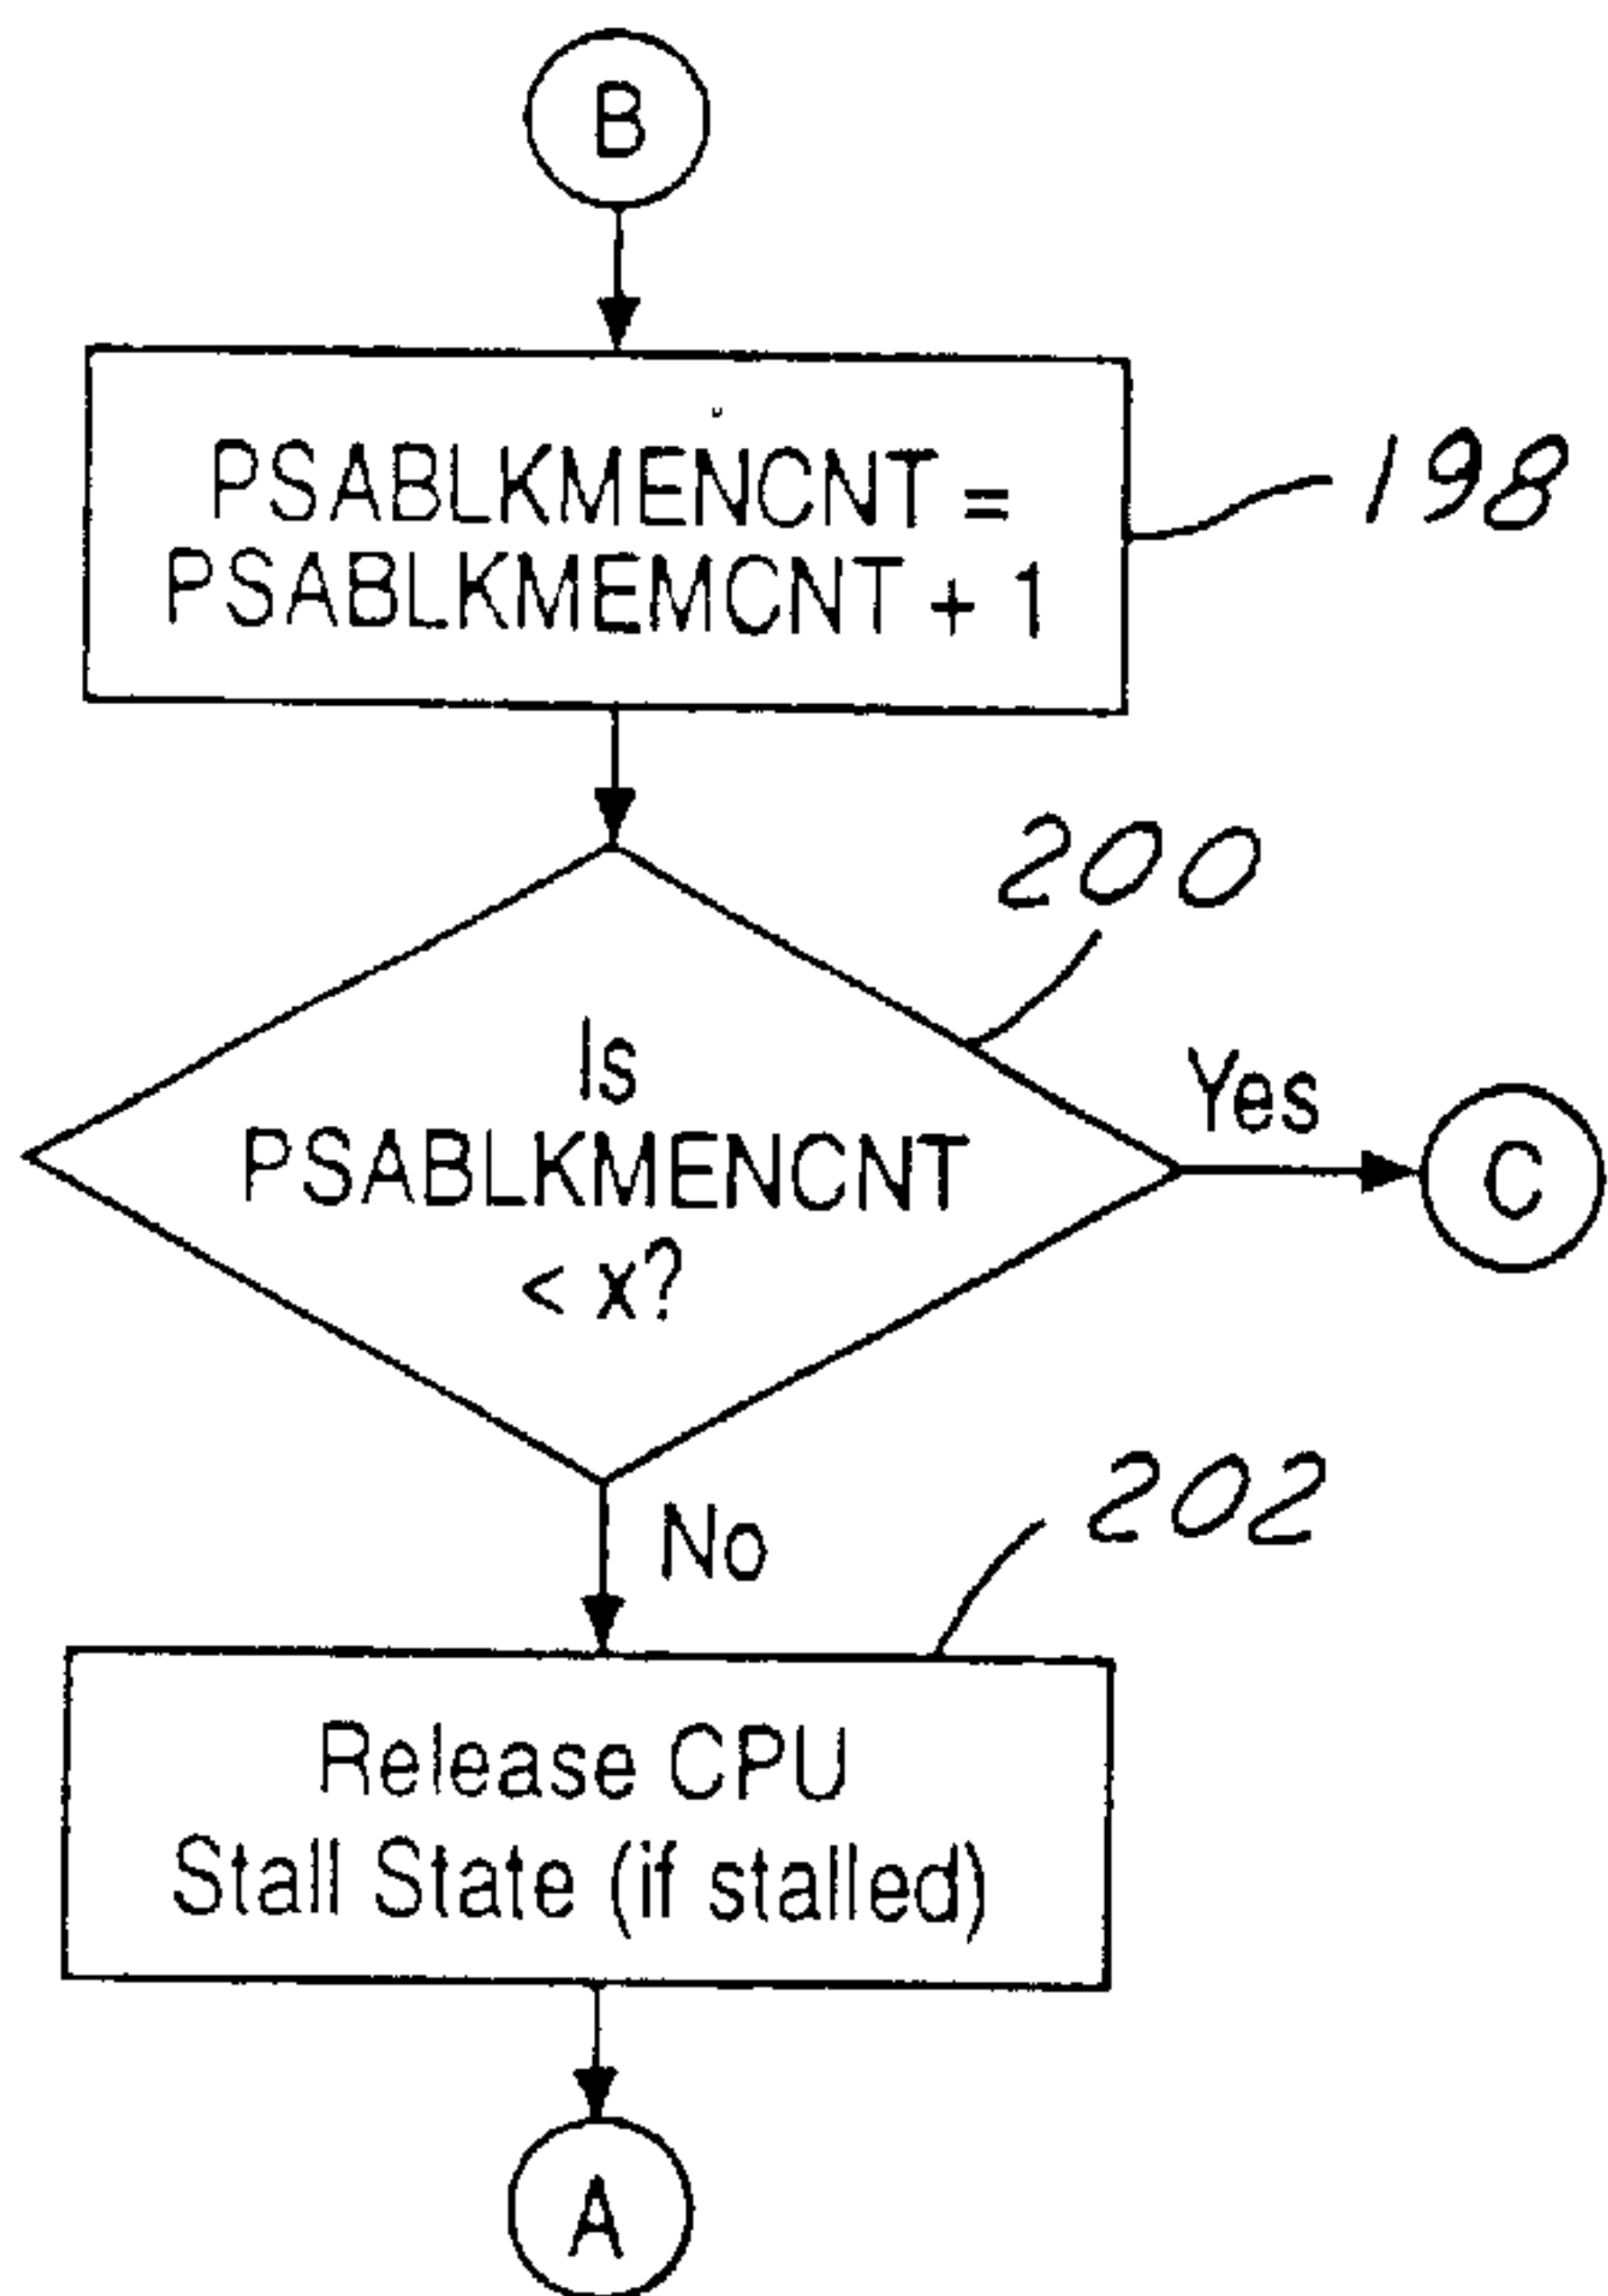 B
PSABLKMENCNT =
PSABLKMEMCNT + 1
198
200
Is
PSABLKMENCNT
< x?
Yes
C
No
202
Release CPU
Stall State (if stalled)
A